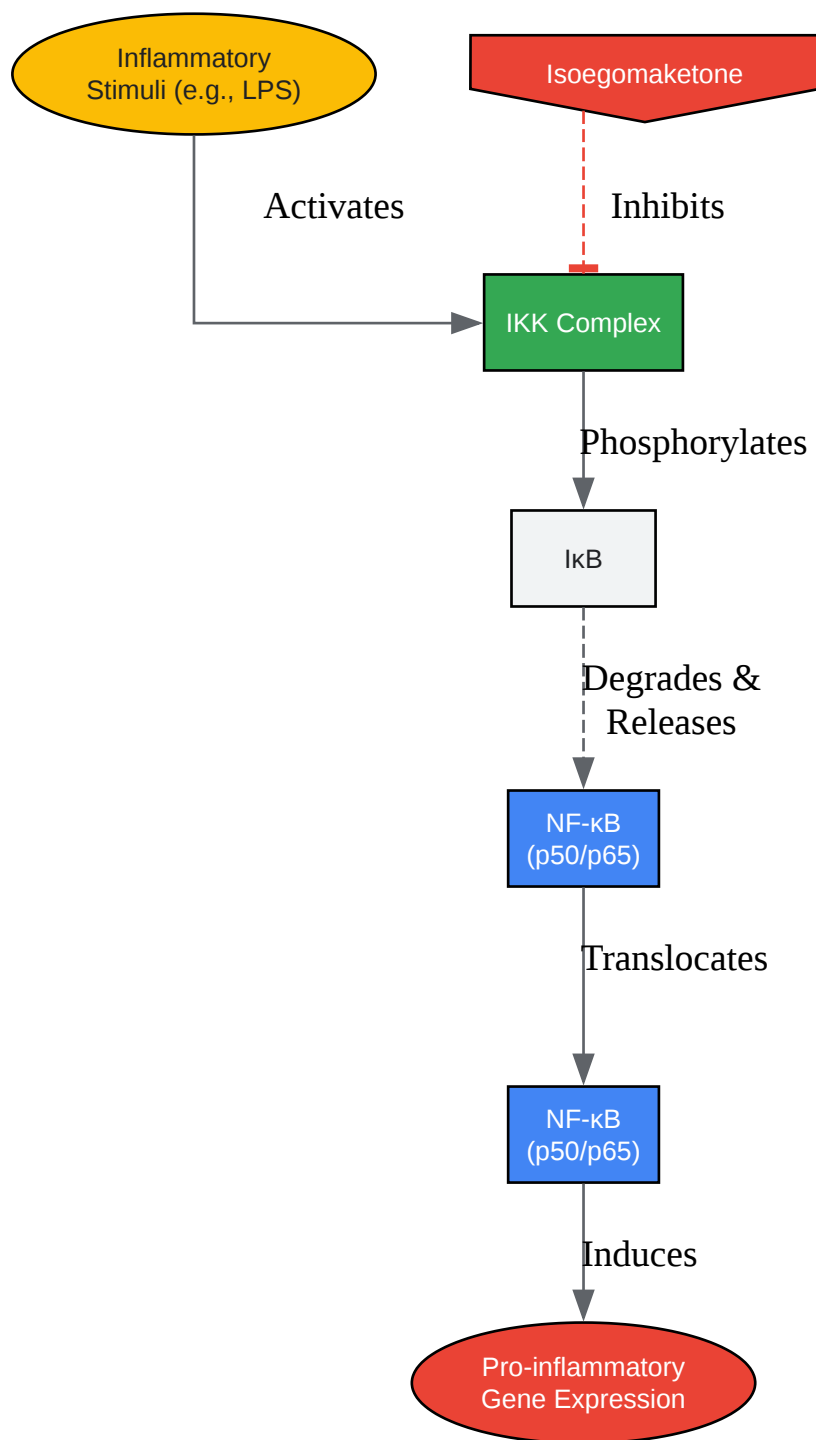 Inflammatory
Stimuli (e.g., LPS)
Isoegomaketone
Activates
Inhibits
IKK Complex
Phosphorylates
IκB
Degrades &
Releases
NF-κB
(p50/p65)
Translocates
NF-κB
(p50/p65)
Induces
Pro-inflammatory
Gene Expression